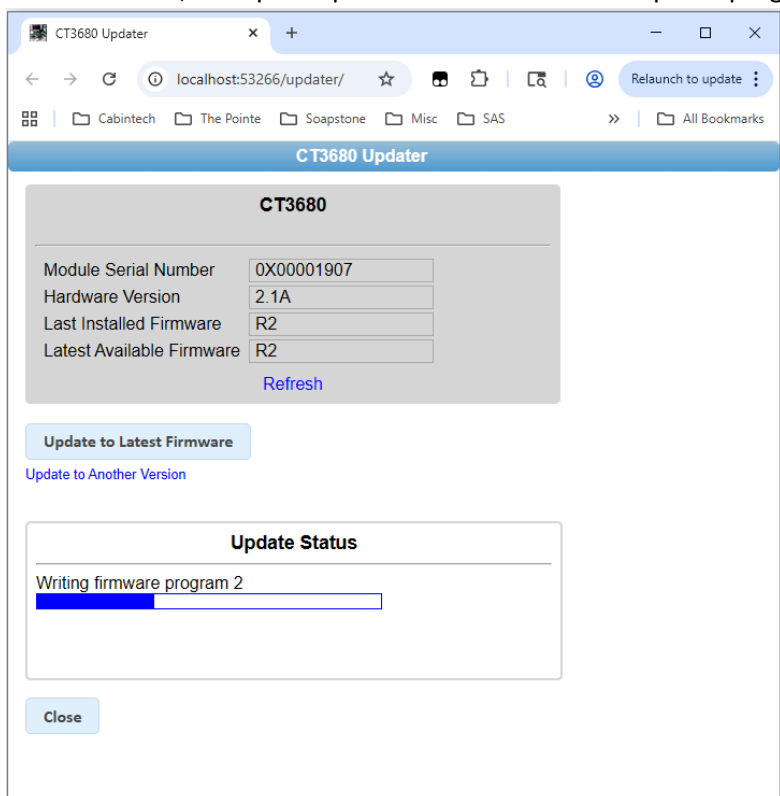 CT3680 Updater
localhost:53266/updater/
Relaunch to update
Cabintech
The Pointe
Soapstone
Misc
SAS
All Bookmarks
CT3680 Updater
CT3680
Module Serial Number 0X00001907
Hardware Version 2.1A
Last Installed Firmware R2
Latest Available Firmware R2
Refresh
Update to Latest Firmware
Update to Another Version
Update Status
Writing firmware program 2
Close